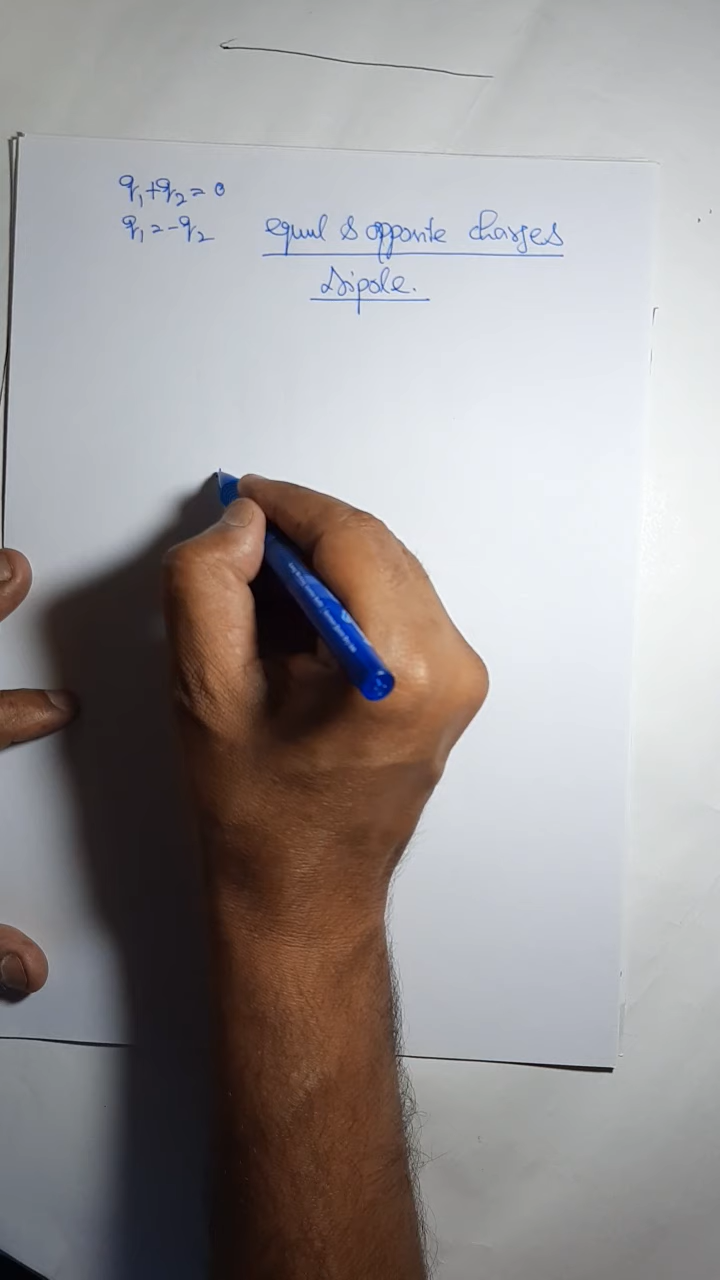 q₁+q₂=0
q₁=-q₂ equal & opposite charges
Dipole.